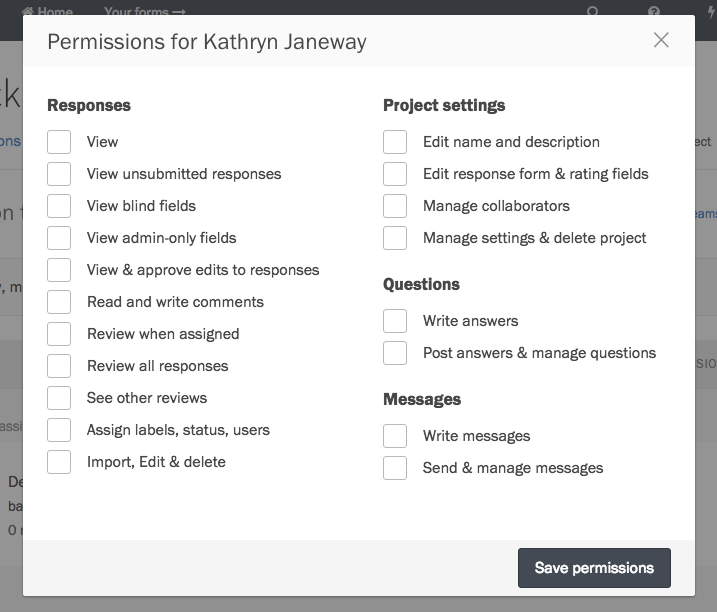 Home
Your forms →
Permissions for Kathryn Janeway
Responses
View
View unsubmitted responses
View blind fields
View admin-only fields
View & approve edits to responses
Read and write comments
Review when assigned
Review all responses
See other reviews
Assign labels, status, users
Import, Edit & delete
Project settings
Edit name and description
Edit response form & rating fields
Manage collaborators
Manage settings & delete project
Questions
Write answers
Post answers & manage questions
Messages
Write messages
Send & manage messages
Save permissions